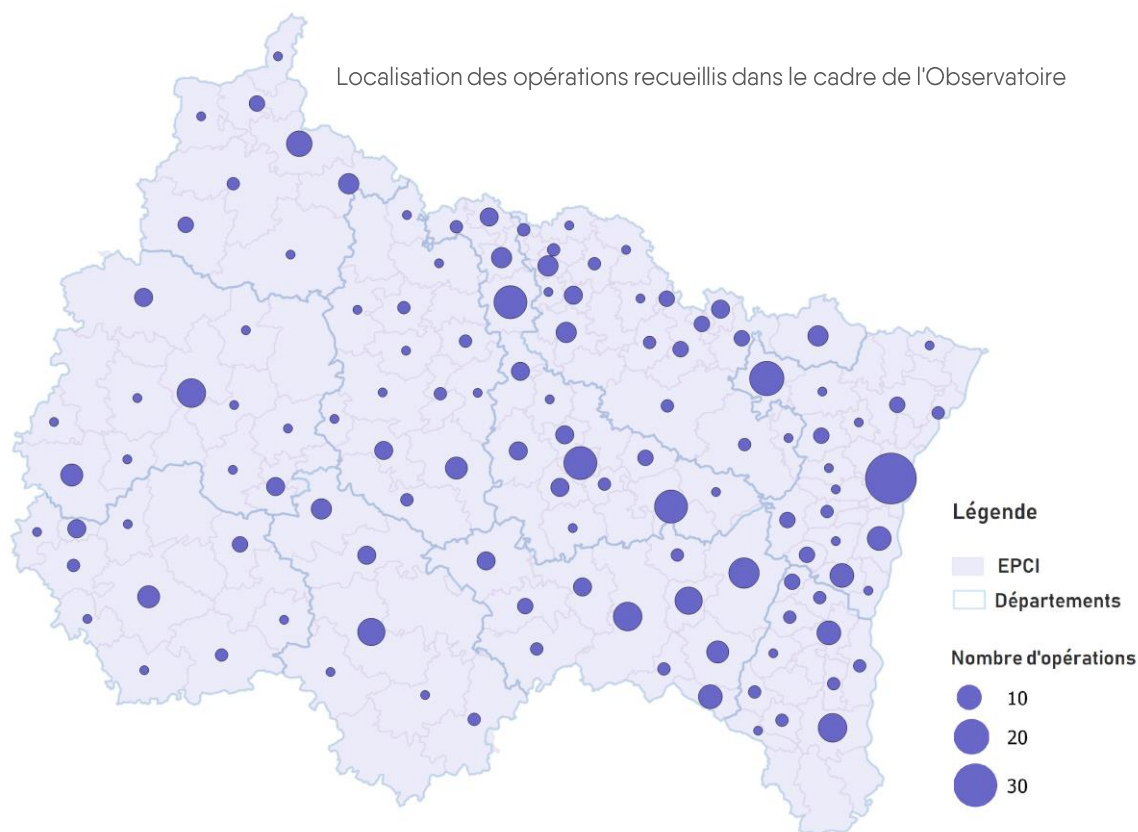 Localisation des opérations recueillis dans le cadre de l'Observatoire
Légende
EPCI
Départements
Nombre d'opérations
10
20
30